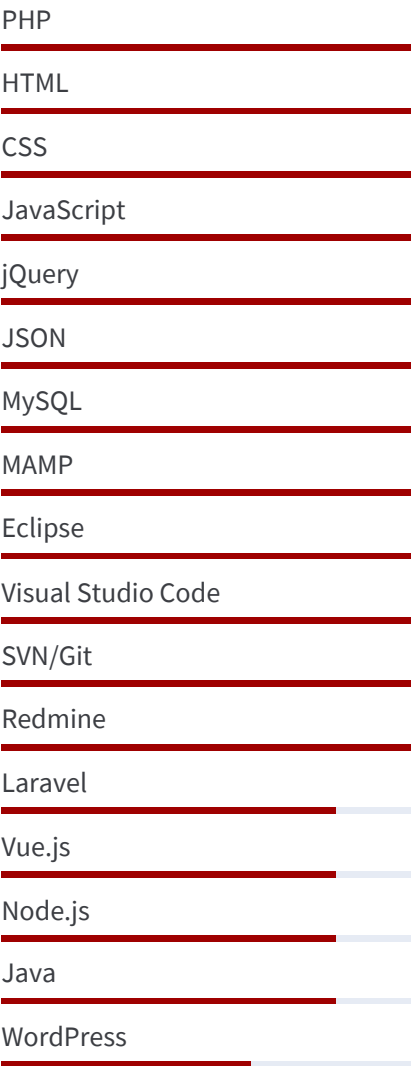 PHP
HTML
CSS
JavaScript
jQuery
JSON
MySQL
MAMP
Eclipse
Visual Studio Code
SVN/Git
Redmine
Laravel
Vue.js
Node.js
Java
WordPress